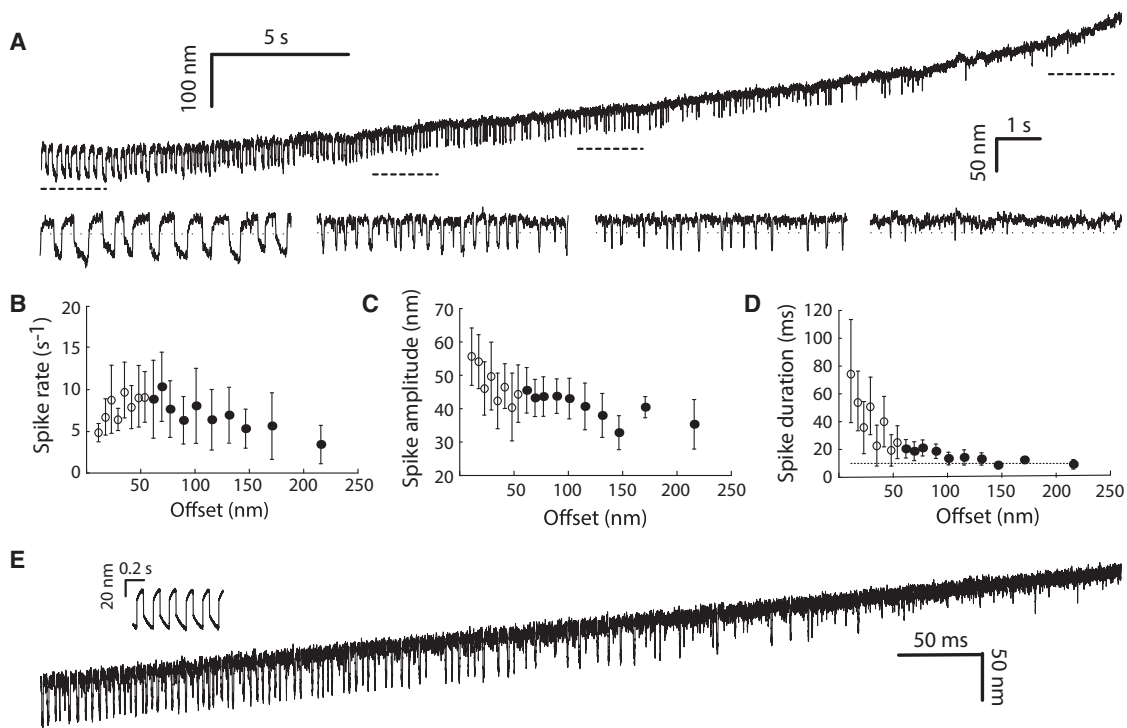 A
5 s
100 nm
1 s
50 nm
B
Spike rate (s⁻¹)
20
15
10
5
0
50
100
150
200
250
Offset (nm)
C
Spike amplitude (nm)
70
60
50
40
30
20
50
100
150
200
250
Offset (nm)
D
Spike duration (ms)
120
100
80
60
40
20
0
50
100
150
200
250
Offset (nm)
E
0.2 s
20 nm
50 ms
50 nm